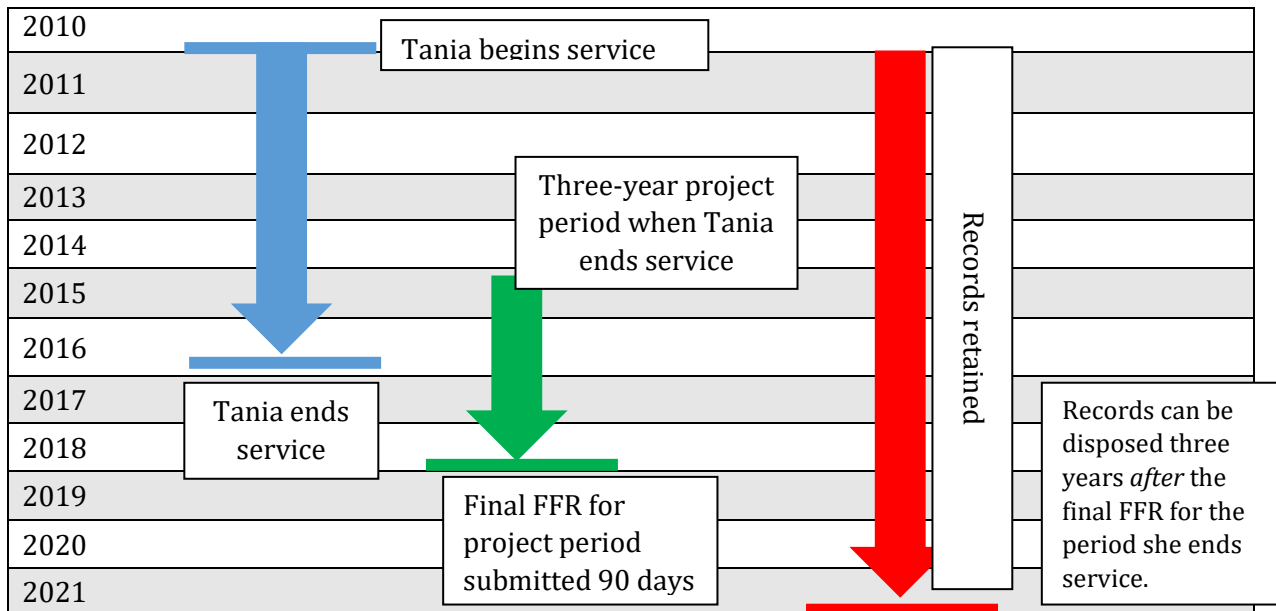 2010
Tania begins service
2011
2012
2013
Three-year project
period when Tania
ends service
2014
2015
2016
Records retained
2017
Tania ends
service
2018
Records can be
disposed three
years after the
final FFR for the
period she ends
service.
2019
Final FFR for
project period
submitted 90 days
2020
2021